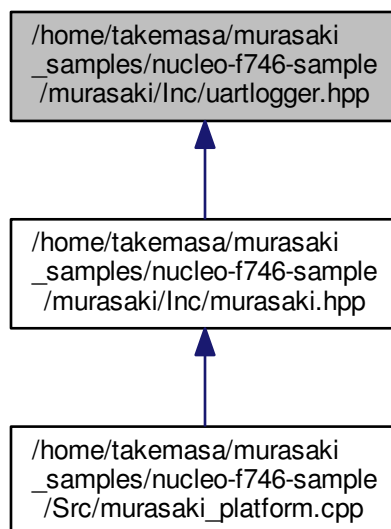 /home/takemasa/murasaki
_samples/nucleo-f746-sample
/murasaki/Inc/uartlogger.hpp
/home/takemasa/murasaki
_samples/nucleo-f746-sample
/murasaki/Inc/murasaki.hpp
/home/takemasa/murasaki
_samples/nucleo-f746-sample
/Src/murasaki_platform.cpp